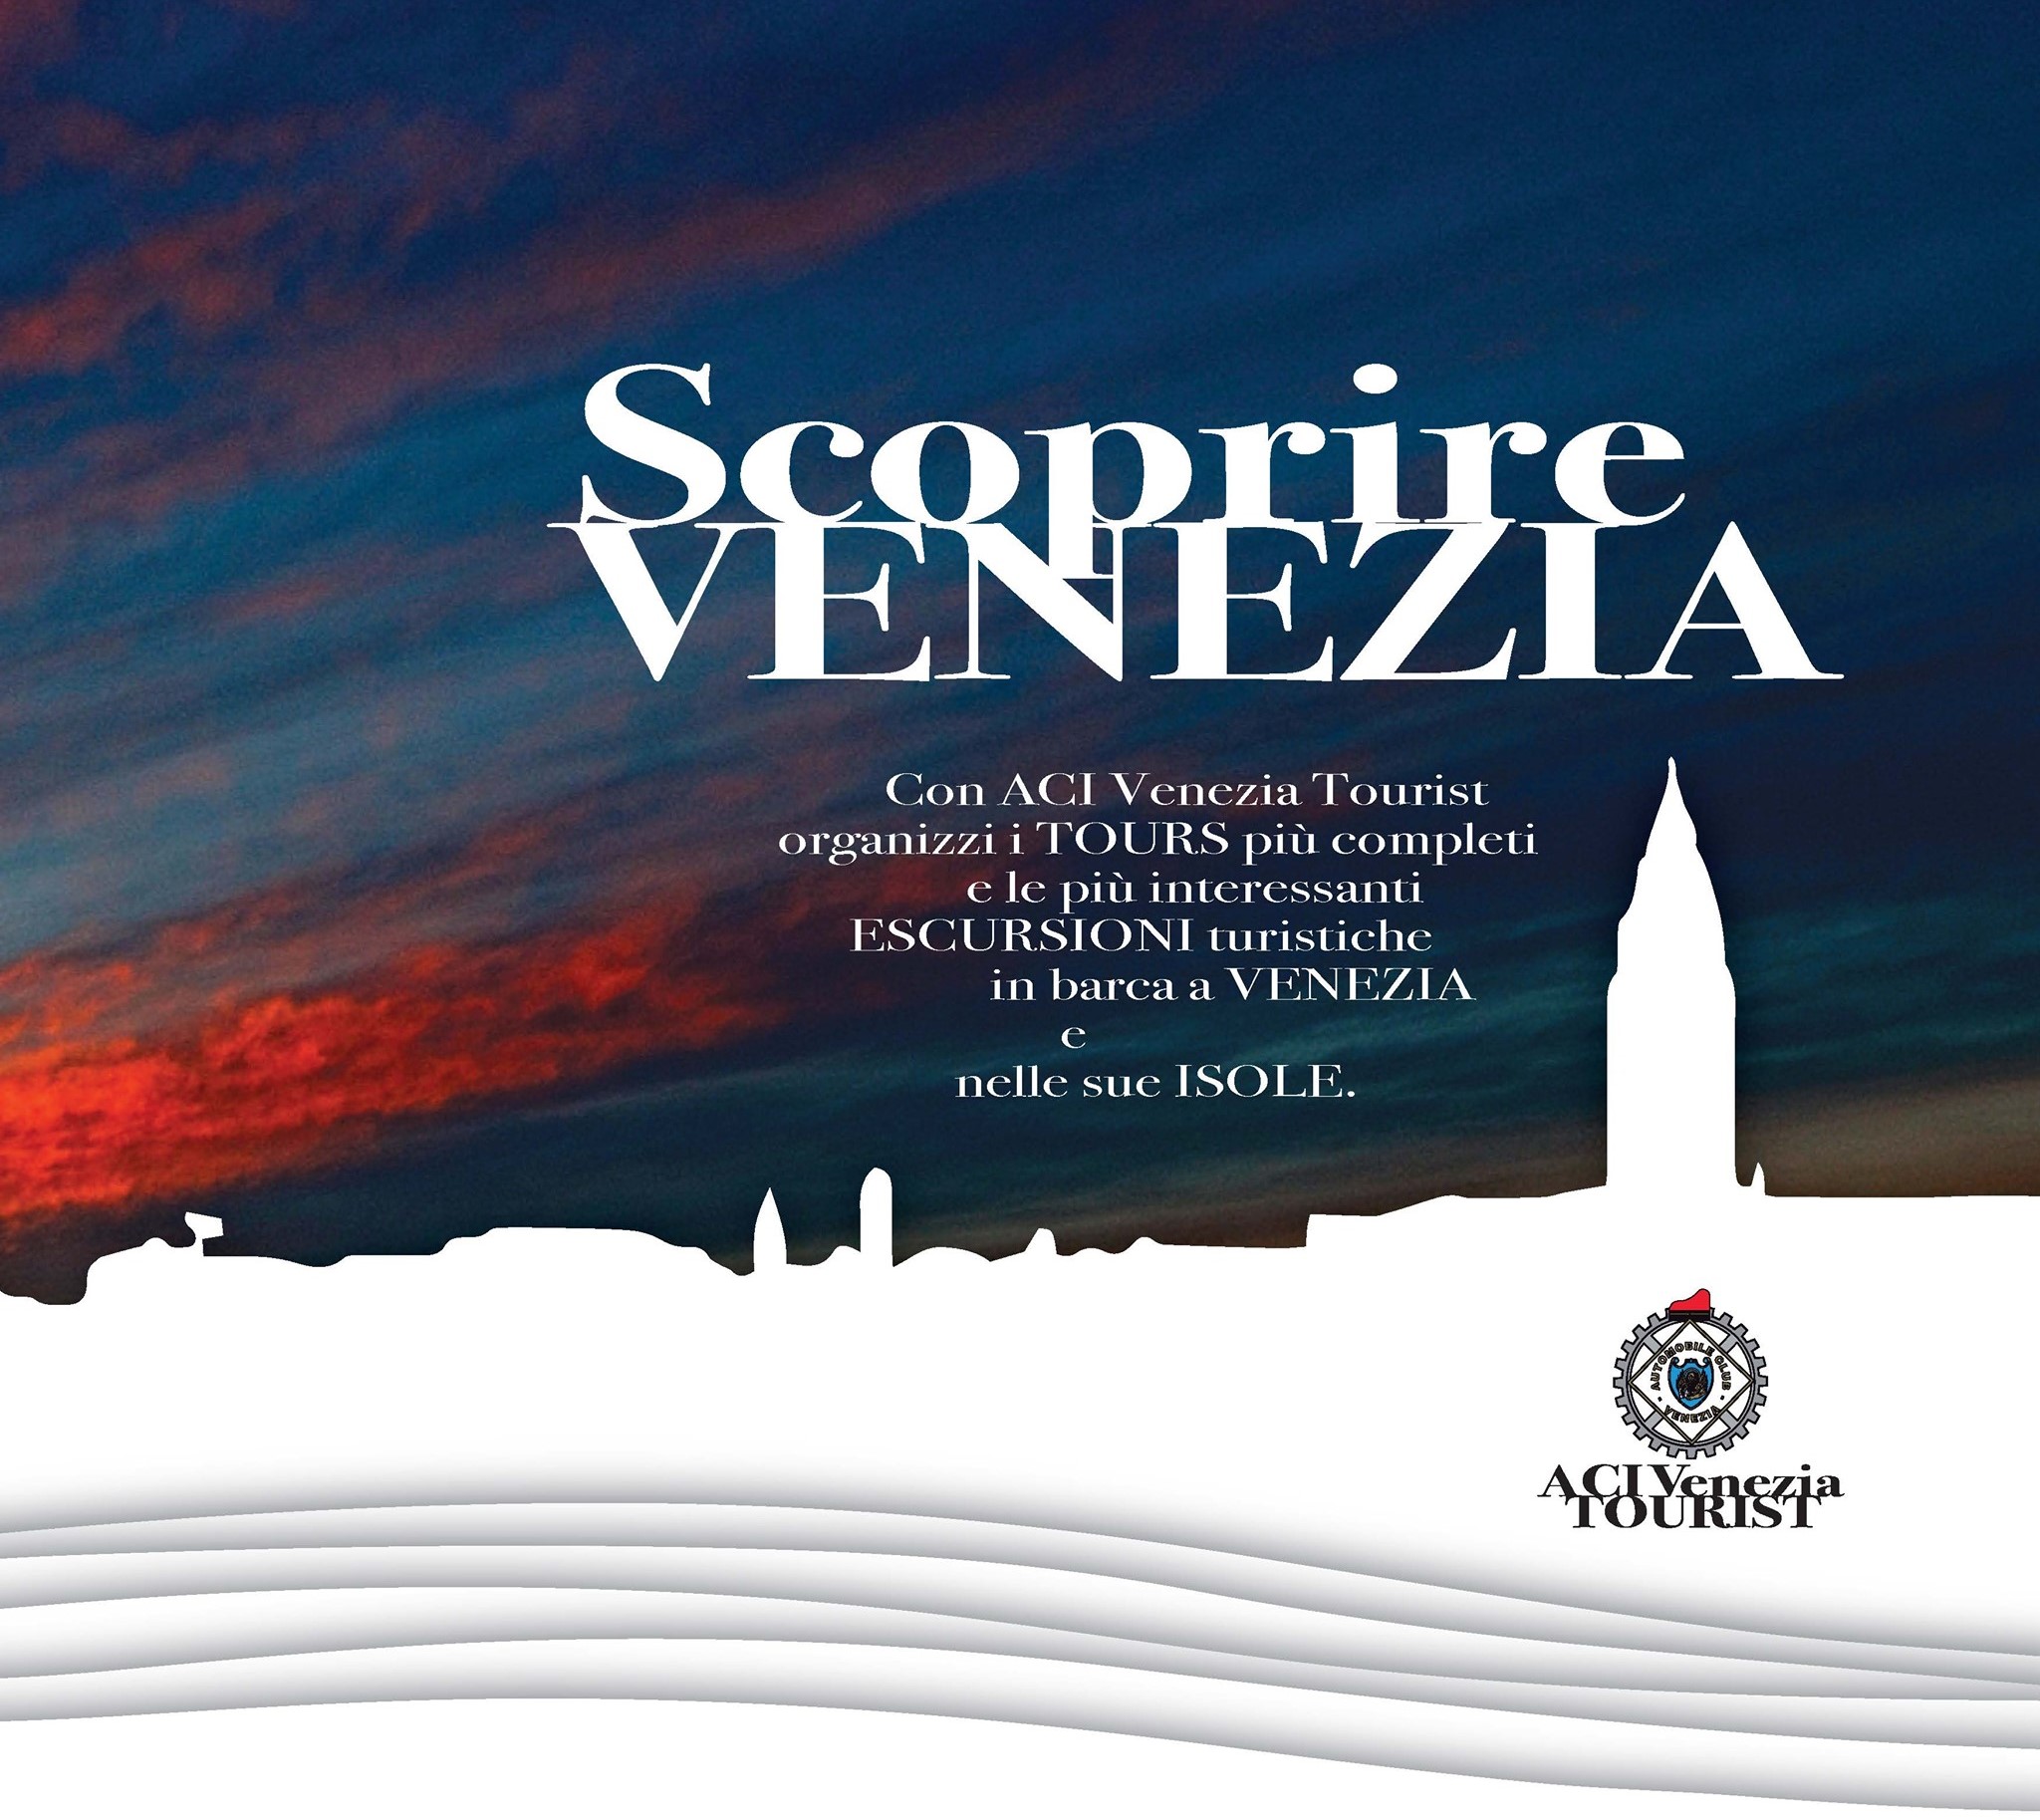 Scoprire
VENEZIA
Con ACI Venezia Tourist
organizzi i TOURS più completi
e le più interessanti
ESCURSIONI turistiche
in barca a VENEZIA
e
nelle sue ISOLE.
AUTOMOBILE CLUB
VENEZIA
ACI Venezia
TOURIST